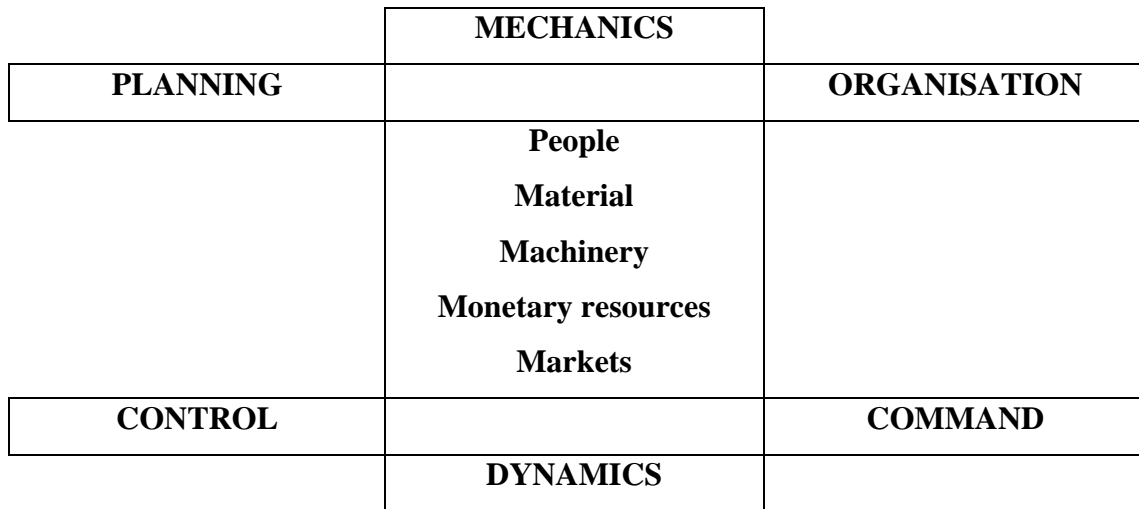 MECHANICS
PLANNING ORGANISATION
People
Material
Machinery
Monetary resources
Markets
CONTROL COMMAND
DYNAMICS